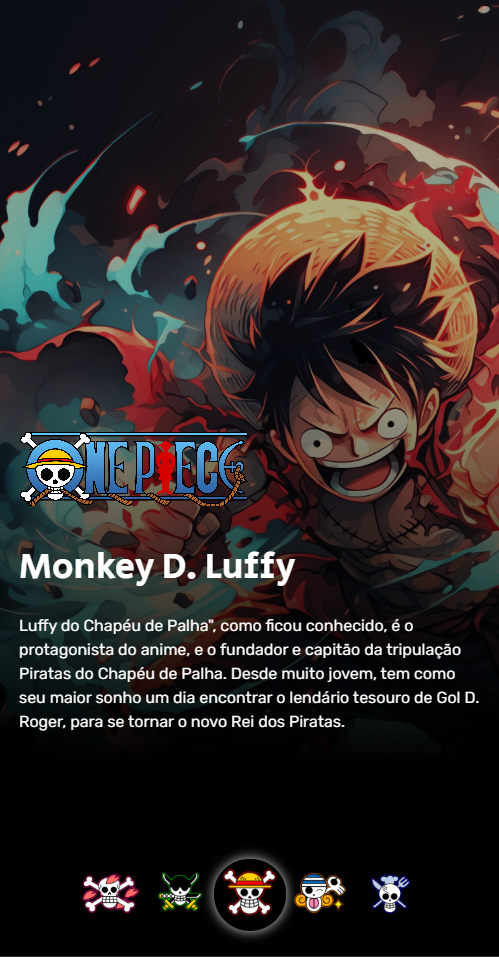 ONE PIECE
Monkey D. Luffy
Luffy do Chapéu de Palha", como ficou conhecido, é o
protagonista do anime, e o fundador e capitão da tripulação
Piratas do Chapéu de Palha. Desde muito jovem, tem como
seu maior sonho um dia encontrar o lendário tesouro de Gol D.
Roger, para se tornar o novo Rei dos Piratas.